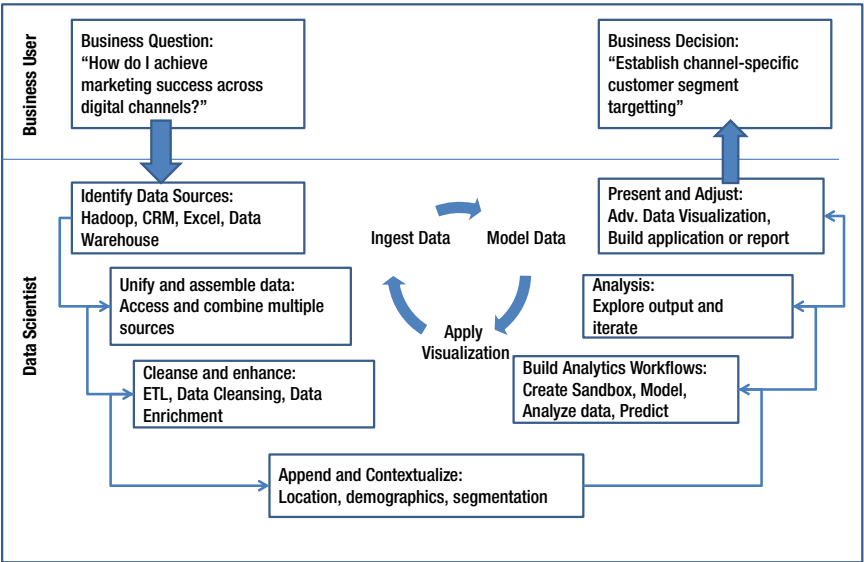 Business User
Business Question:
“How do I achieve
marketing success across
digital channels?”
Business Decision:
“Establish channel-specific
customer segment
targetting”
Data Scientist
Identify Data Sources:
Hadoop, CRM, Excel, Data
Warehouse
Unify and assemble data:
Access and combine multiple
sources
Cleanse and enhance:
ETL, Data Cleansing, Data
Enrichment
Append and Contextualize:
Location, demographics, segmentation
Ingest Data
Model Data
Apply
Visualization
Present and Adjust:
Adv. Data Visualization,
Build application or report
Analysis:
Explore output and
iterate
Build Analytics Workflows:
Create Sandbox, Model,
Analyze data, Predict